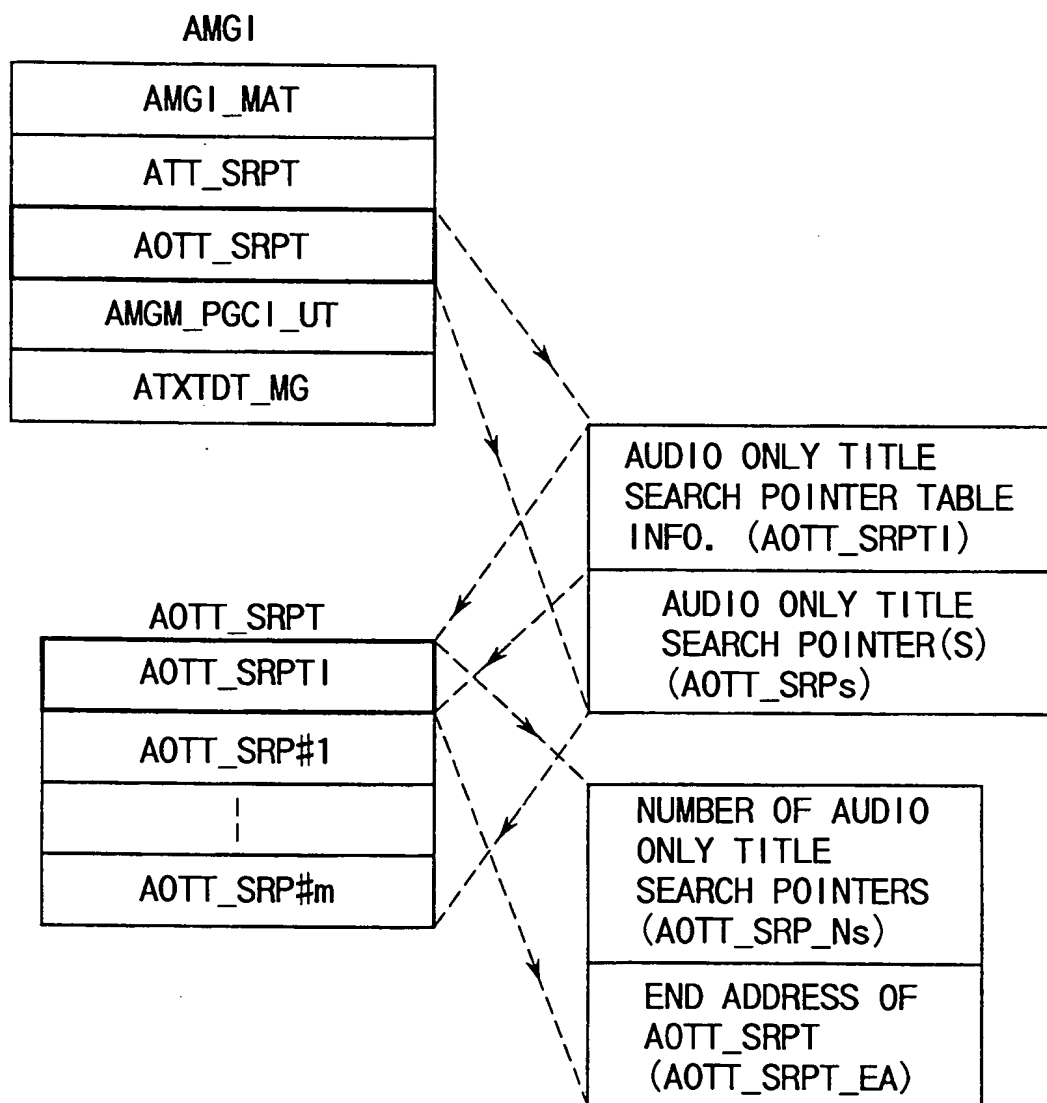 AMGI
AMGI_MAT
ATT_SRPT
AOTT_SRPT
AMGM_PGCI_UT
ATXTDT_MG
AUDIO ONLY TITLE
SEARCH POINTER TABLE
INFO. (AOTT_SRPTI)
AUDIO ONLY TITLE
SEARCH POINTER(S)
(AOTT_SRPs)
AOTT_SRPT
AOTT_SRPTI
AOTT_SRP#1
AOTT_SRP#m
NUMBER OF AUDIO
ONLY TITLE
SEARCH POINTERS
(AOTT_SRP_Ns)
END ADDRESS OF
AOTT_SRPT
(AOTT_SRPT_EA)